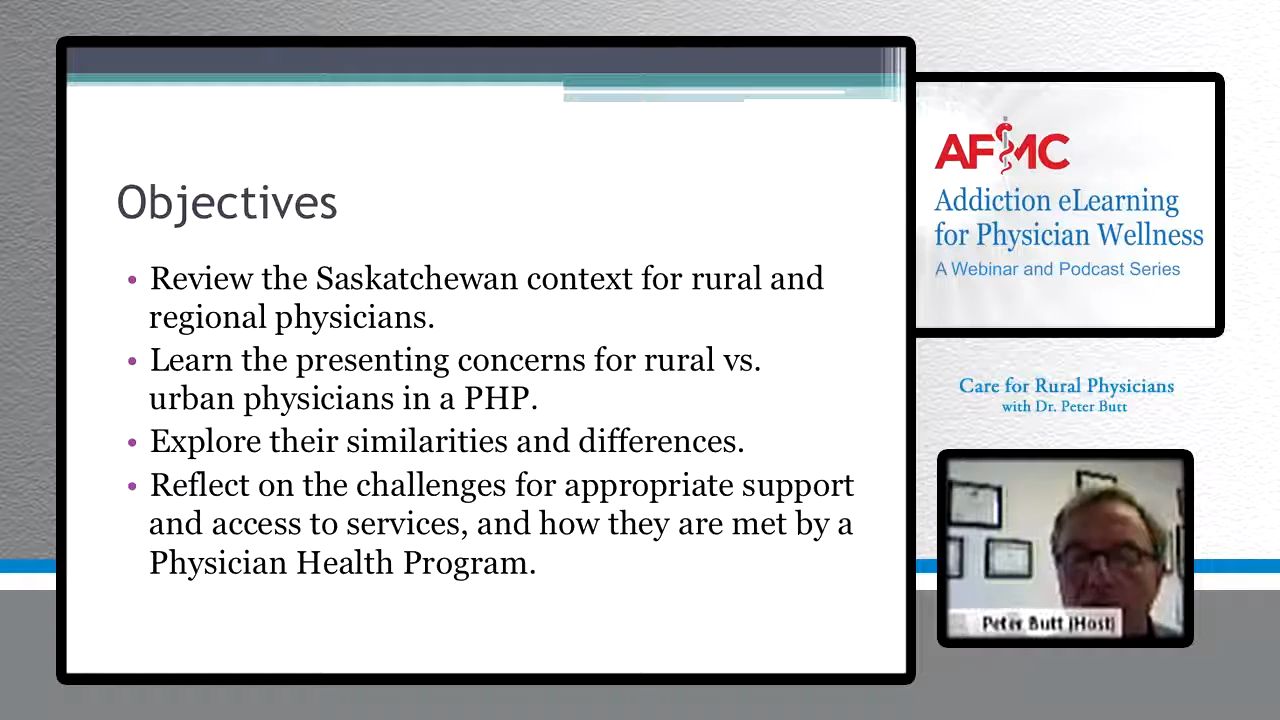 Objectives
• Review the Saskatchewan context for rural and
regional physicians.
• Learn the presenting concerns for rural vs.
urban physicians in a PHP.
• Explore their similarities and differences.
• Reflect on the challenges for appropriate support
and access to services, and how they are met by a
Physician Health Program.
AFMC
Addiction eLearning
for Physician Wellness
A Webinar and Podcast Series
Care for Rural Physicians
with Dr. Peter Butt
Peter Butt (Host)